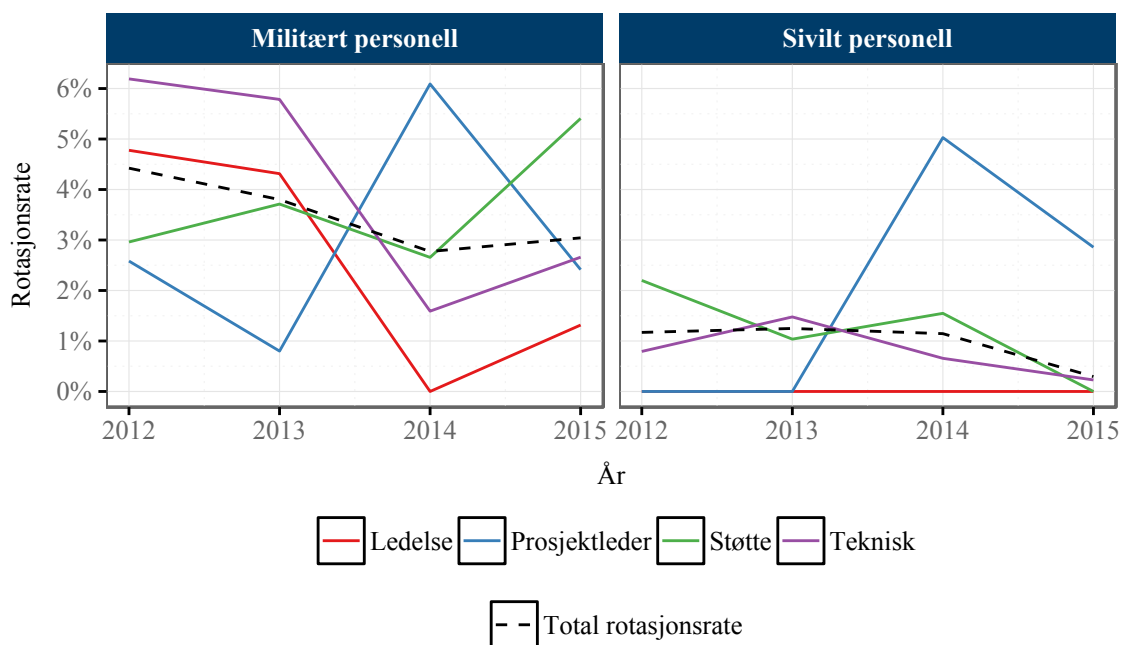 Militært personell
Sivilt personell
Rotasjonsrate
6%
5%
4%
3%
2%
1%
0%
2012 2013 2014 2015
2012 2013 2014 2015
År
Ledelse Prosjektleder Støtte Teknisk
Total rotasjonsrate